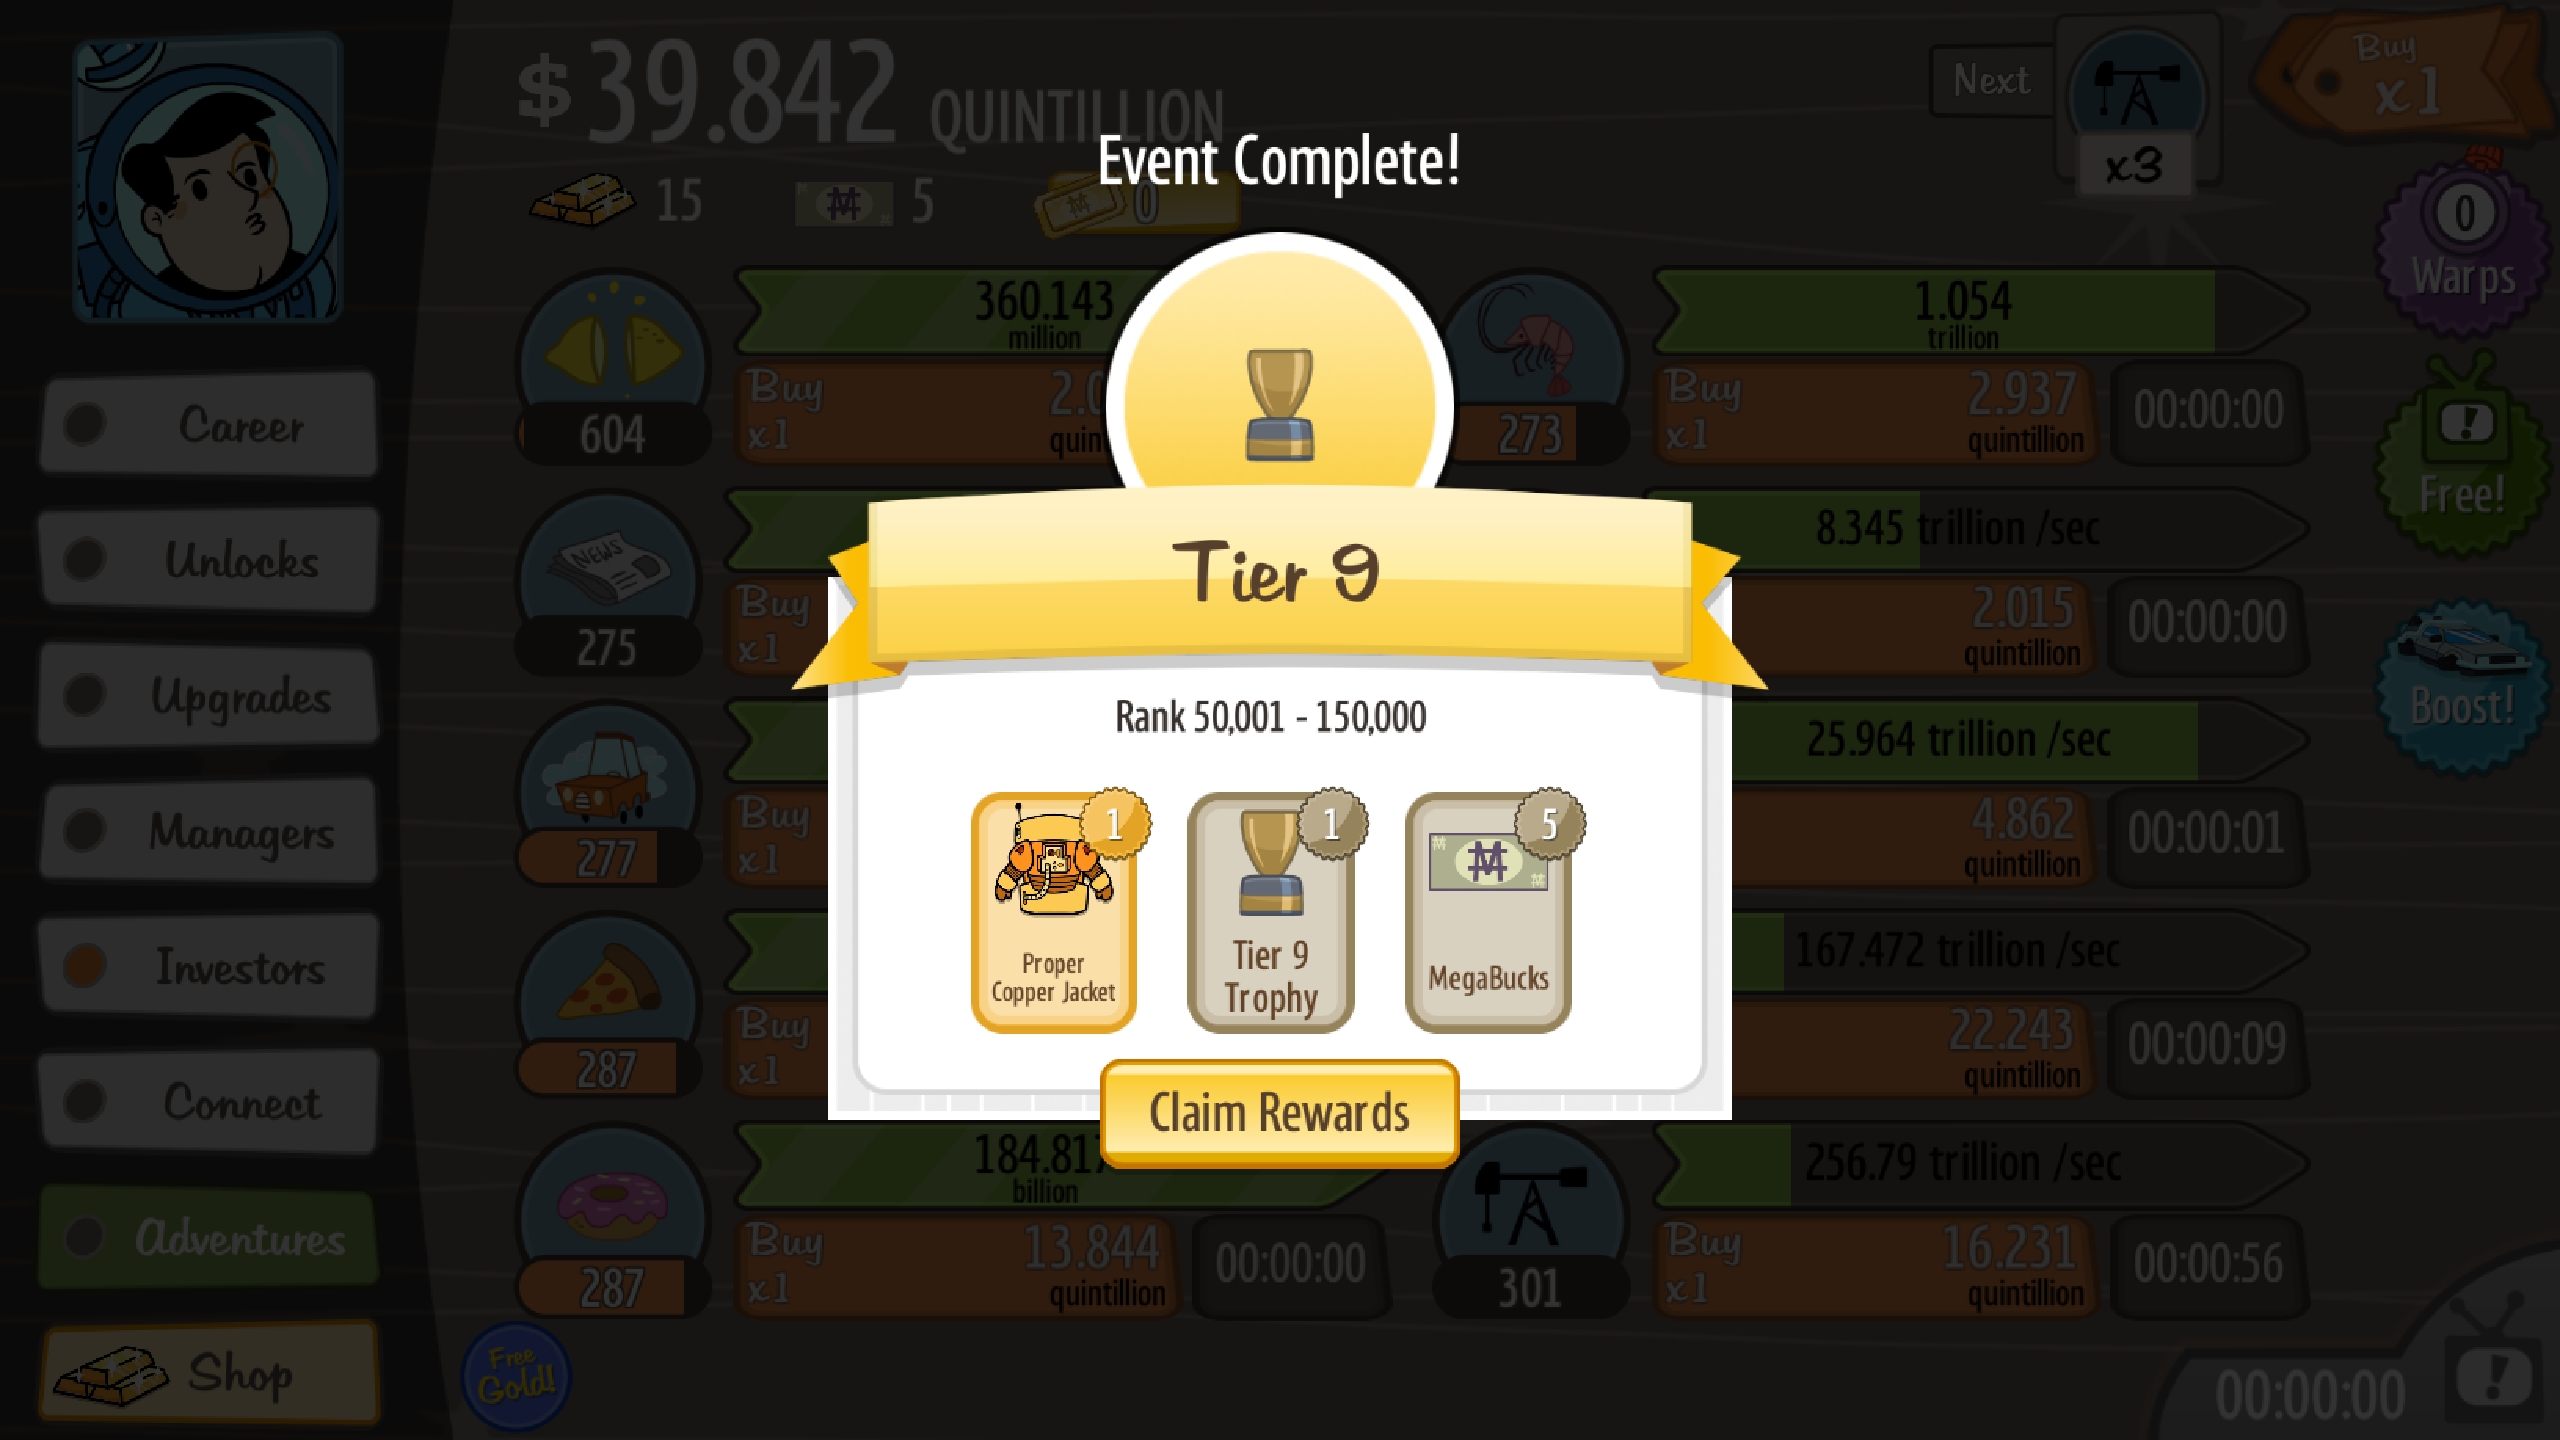 $39.842 QUINTILLION
Next
Buy
x1
x3
Event Complete!
15
5
0
0
Warps
360.143
million
1.054
trillion
Buy
x1
2.0
quin
604
Buy
x1
2.937
quintillion
00:00:00
273
Career
Free!
NEWS
Tier 9
8.345 trillion /sec
Unlocks
Buy
x1
275
2.015
quintillion
00:00:00
Boost!
Upgrades
Rank 50,001 - 150,000
25.964 trillion /sec
Managers
Buy
x1
277
1
1
5
4.862
quintillion
00:00:01
Investors
Proper
Copper Jacket
Tier 9
Trophy
MegaBucks
167.472 trillion /sec
Buy
x1
287
22.243
quintillion
00:00:09
Connect
Claim Rewards
184.817
billion
256.79 trillion /sec
Adventures
Buy
x1
13.844
quintillion
00:00:00
287
Buy
x1
16.231
quintillion
00:00:56
301
Shop
Free
Gold!
00:00:00